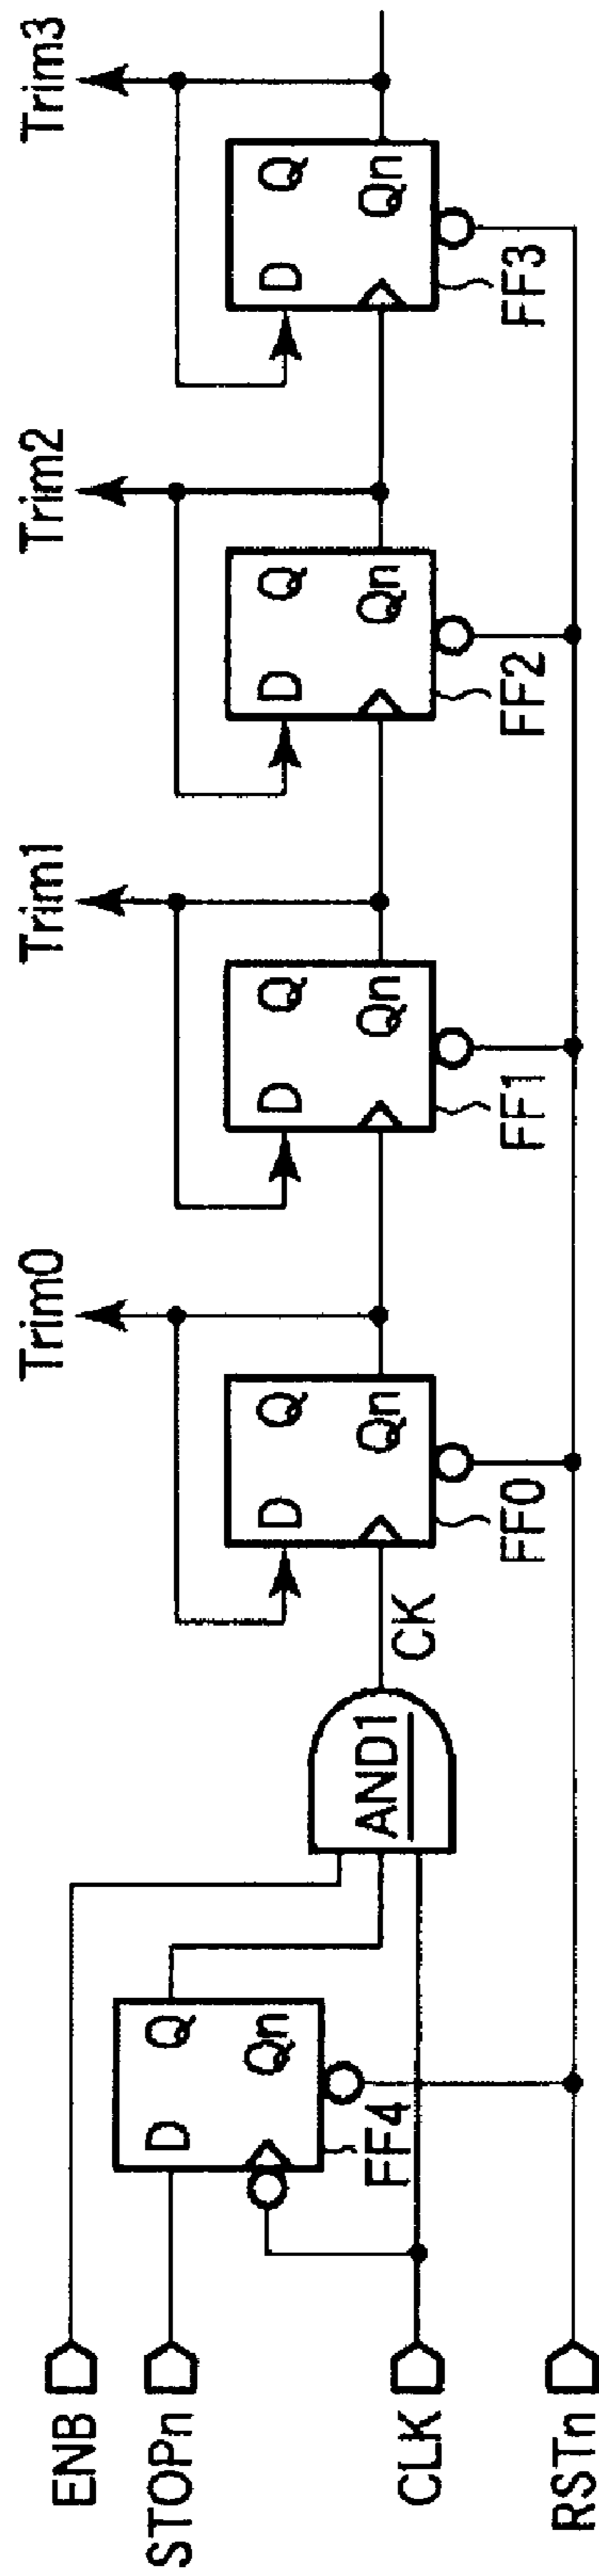 Trim0
Trim1
Trim2
Trim3
D
Q
Qn
FF4
AND1
CK
D
Q
Qn
FF0
D
Q
Qn
FF1
D
Q
Qn
FF2
D
Q
Qn
FF3
ENB
STOPn
CLK
RSTn